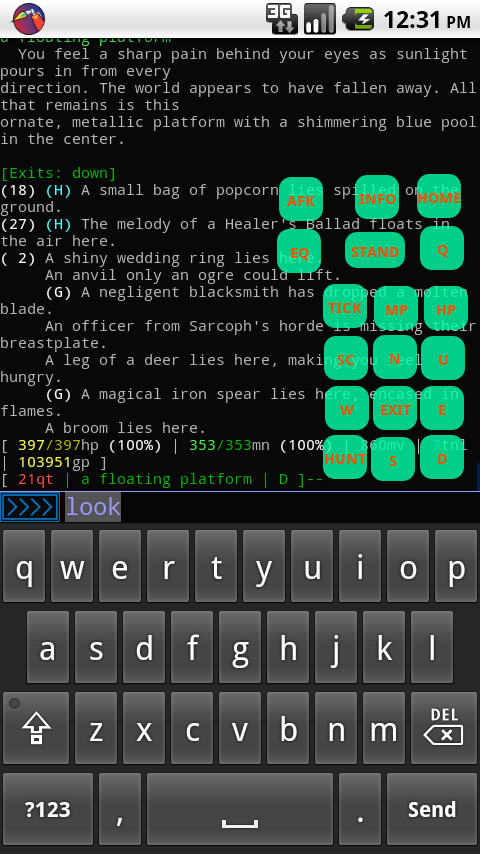 3G 12:31 PM
a floating platform
You feel a sharp pain behind your eyes as sunlight
pours in from every
direction. The world appears to have fallen away. All
that remains is this
ornate, metallic platform with a shimmering blue pool
in the center.
[Exits: down]
(18) (H) A small bag of popcorn lies spilled on the
ground.
(27) (H) The melody of a Healer's Ballad floats in
the air here.
( 2) A shiny wedding ring lies here.
An anvil only an ogre could lift.
(G) A negligent blacksmith has dropped a molten
blade.
An officer from Sarcoph's horde is missing their
breastplate.
A leg of a deer lies here, making you feel
hungry.
(G) A magical iron spear lies here, encased in
flames.
A broom lies here.
[ 397/397hp (100%) | 353/353mn (100%) | 860mv | 7tnl
| 103951gp ]
[ 21qt | a floating platform | D ]--
AFK INFO HOME
EQ STAND Q
TICK MP HP
SC N U
W EXIT E
HUNT S D
>>>> look
q w e r t y u i o p
a s d f g h j k l
z x c v b n m DEL
?123 , . Send